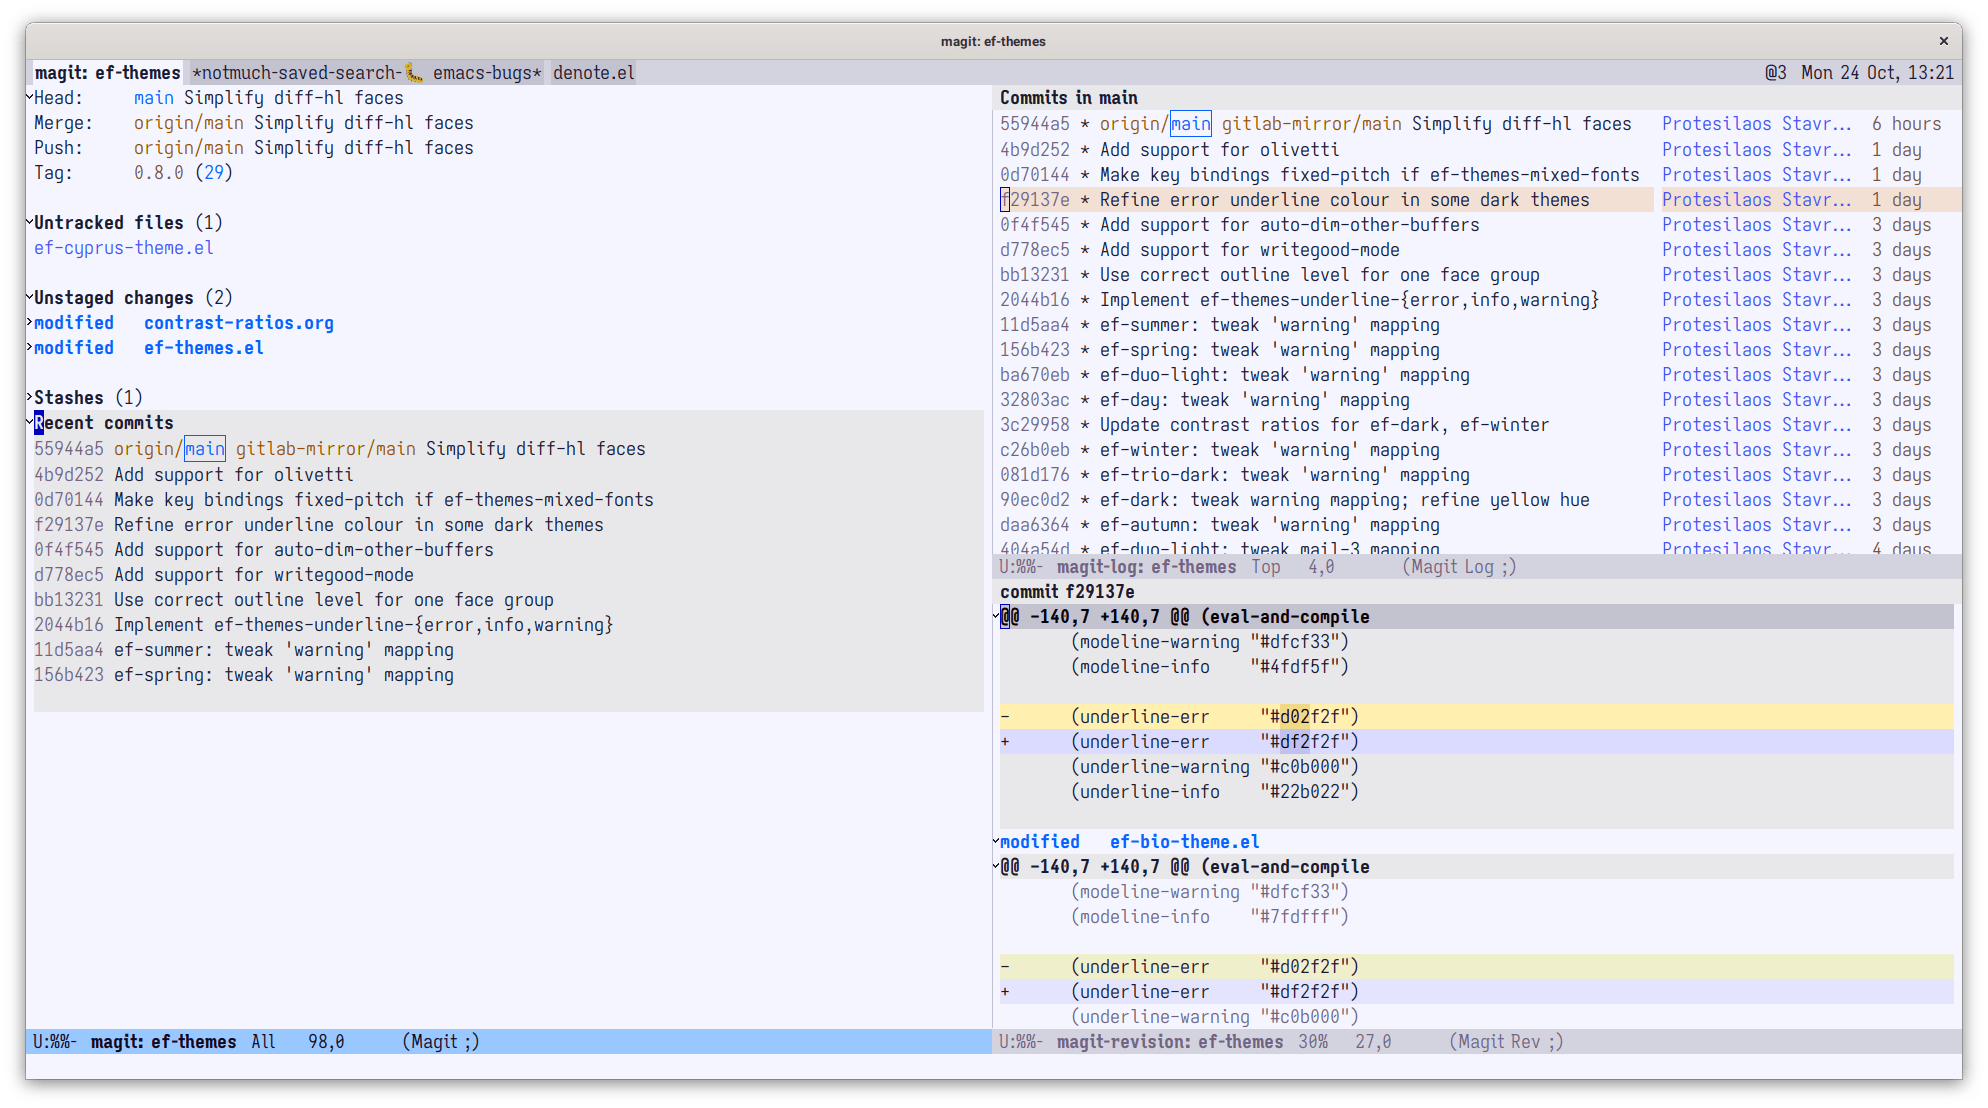 magit: ef-themes
×
magit: ef-themes *notmuch-saved-search-🐛 emacs-bugs* denote.el
@3 Mon 24 Oct, 13:21
Head: main Simplify diff-hl faces
Merge: origin/main Simplify diff-hl faces
Push: origin/main Simplify diff-hl faces
Tag: 0.8.0 (29)
Untracked files (1)
ef-cyprus-theme.el
Unstaged changes (2)
modified contrast-ratios.org
modified ef-themes.el
Stashes (1)
Recent commits
55944a5 origin/main gitlab-mirror/main Simplify diff-hl faces
4b9d252 Add support for olivetti
0d70144 Make key bindings fixed-pitch if ef-themes-mixed-fonts
f29137e Refine error underline colour in some dark themes
0f4f545 Add support for auto-dim-other-buffers
d778ec5 Add support for writegood-mode
bb13231 Use correct outline level for one face group
2044b16 Implement ef-themes-underline-{error,info,warning}
11d5aa4 ef-summer: tweak 'warning' mapping
156b423 ef-spring: tweak 'warning' mapping
U:%%- magit: ef-themes All 98,0 (Magit ;)
Commits in main
55944a5 * origin/main gitlab-mirror/main Simplify diff-hl faces Protesilaos Stavr... 6 hours
4b9d252 * Add support for olivetti Protesilaos Stavr... 1 day
0d70144 * Make key bindings fixed-pitch if ef-themes-mixed-fonts Protesilaos Stavr... 1 day
f29137e * Refine error underline colour in some dark themes Protesilaos Stavr... 1 day
0f4f545 * Add support for auto-dim-other-buffers Protesilaos Stavr... 3 days
d778ec5 * Add support for writegood-mode Protesilaos Stavr... 3 days
bb13231 * Use correct outline level for one face group Protesilaos Stavr... 3 days
2044b16 * Implement ef-themes-underline-{error,info,warning} Protesilaos Stavr... 3 days
11d5aa4 * ef-summer: tweak 'warning' mapping Protesilaos Stavr... 3 days
156b423 * ef-spring: tweak 'warning' mapping Protesilaos Stavr... 3 days
ba670eb * ef-duo-light: tweak 'warning' mapping Protesilaos Stavr... 3 days
32803ac * ef-day: tweak 'warning' mapping Protesilaos Stavr... 3 days
3c29958 * Update contrast ratios for ef-dark, ef-winter Protesilaos Stavr... 3 days
c26b0eb * ef-winter: tweak 'warning' mapping Protesilaos Stavr... 3 days
081d176 * ef-trio-dark: tweak 'warning' mapping Protesilaos Stavr... 3 days
90ec0d2 * ef-dark: tweak warning mapping; refine yellow hue Protesilaos Stavr... 3 days
daa6364 * ef-autumn: tweak 'warning' mapping Protesilaos Stavr... 3 days
404a54d * ef-duo-light: tweak mail-3 mapping Protesilaos Stavr... 4 days
U:%%- magit-log: ef-themes Top 4,0 (Magit Log ;)
commit f29137e
@@ -140,7 +140,7 @@ (eval-and-compile
(modeline-warning "#dfcf33")
(modeline-info "#4fdf5f")
- (underline-err "#d02f2f")
+ (underline-err "#df2f2f")
(underline-warning "#c0b000")
(underline-info "#22b022")
modified ef-bio-theme.el
@@ -140,7 +140,7 @@ (eval-and-compile
(modeline-warning "#dfcf33")
(modeline-info "#7fdfff")
- (underline-err "#d02f2f")
+ (underline-err "#df2f2f")
(underline-warning "#c0b000")
U:%%- magit-revision: ef-themes 30% 27,0 (Magit Rev ;)